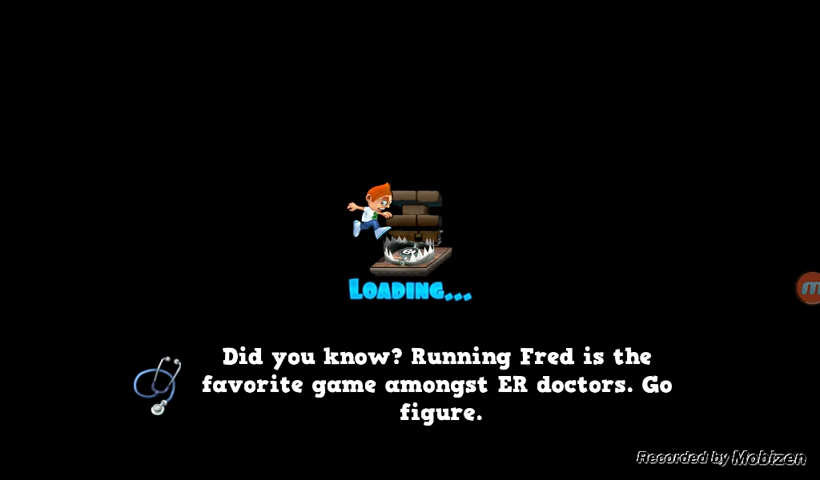 LOADING...
Did you know? Running Fred is the
favorite game amongst ER doctors. Go
figure.
Recorded by Mobizen